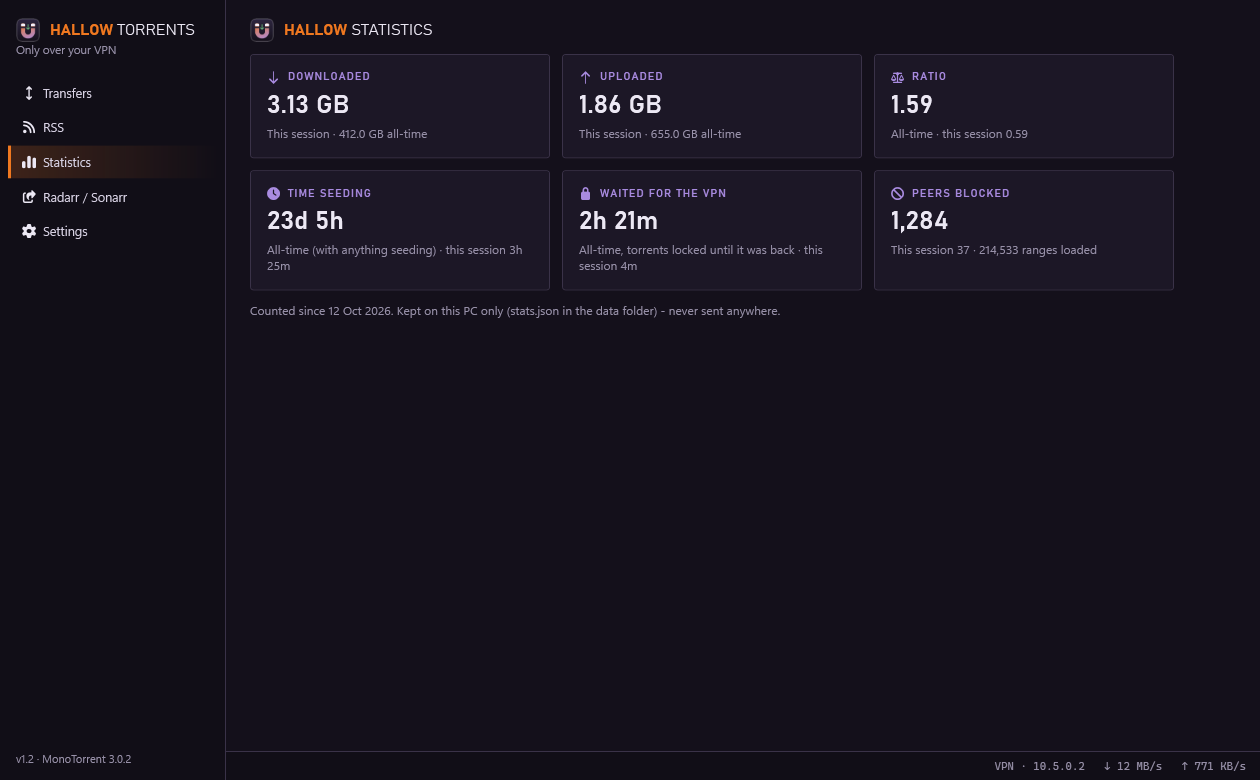 HALLOW TORRENTS
Only over your VPN
Transfers
RSS
Statistics
Radarr / Sonarr
Settings
v1.2 · MonoTorrent 3.0.2
HALLOW STATISTICS
DOWNLOADED
3.13 GB
This session · 412.0 GB all-time
UPLOADED
1.86 GB
This session · 655.0 GB all-time
RATIO
1.59
All-time · this session 0.59
TIME SEEDING
23d 5h
All-time (with anything seeding) · this session 3h
25m
WAITED FOR THE VPN
2h 21m
All-time, torrents locked until it was back · this
session 4m
PEERS BLOCKED
1,284
This session 37 · 214,533 ranges loaded
Counted since 12 Oct 2026. Kept on this PC only (stats.json in the data folder) - never sent anywhere.
VPN · 10.5.0.2 ↓ 12 MB/s ↑ 771 KB/s